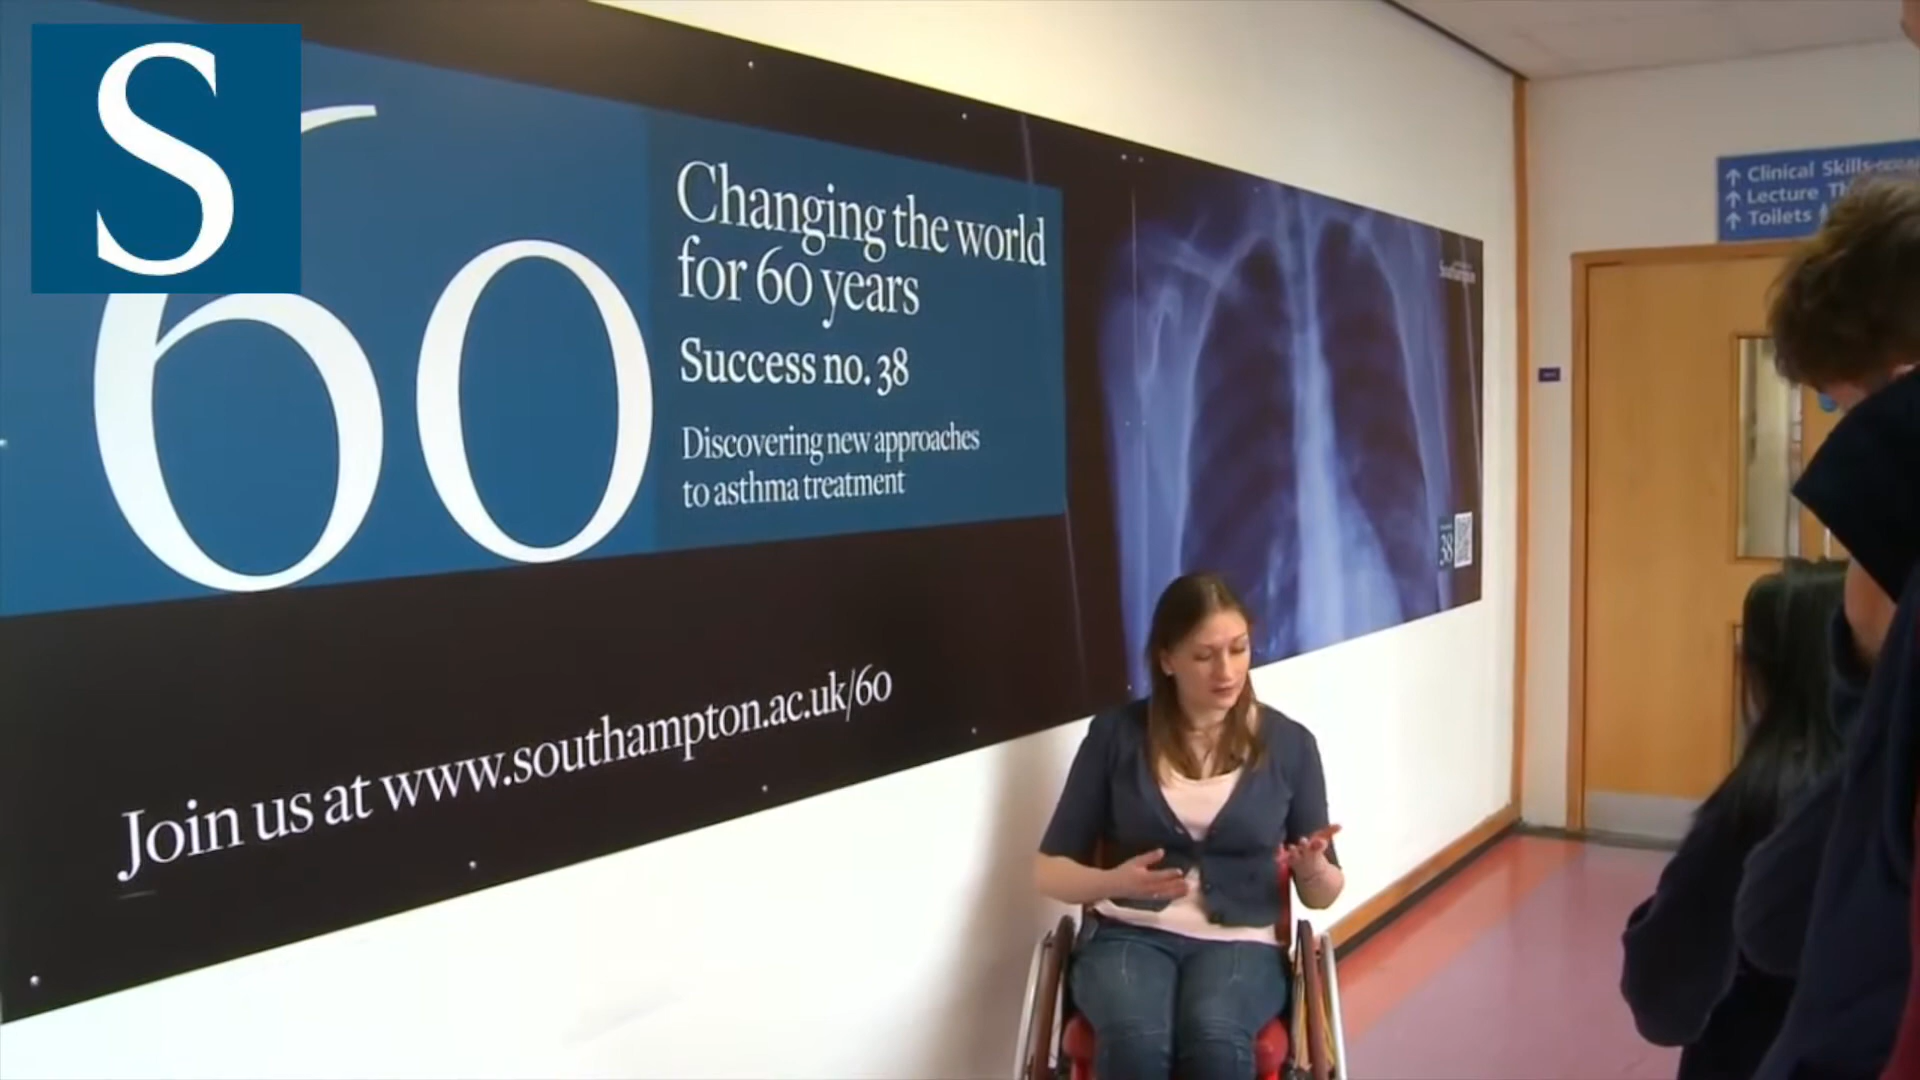 S
60
Changing the world
for 60 years
Success no. 38
Discovering new approaches
to asthma treatment
Join us at www.southampton.ac.uk/60
Southampton
38
Clinical Skills
Lecture
Toilets